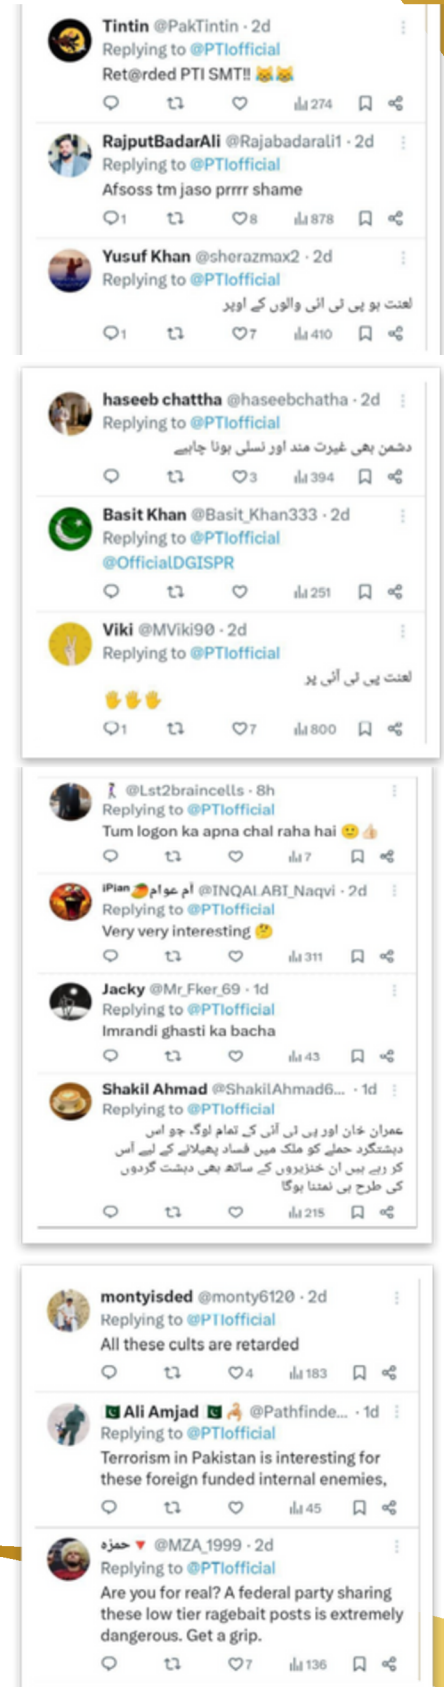 Tintin @PakTintin · 2d
Replying to @PTIofficial
Ret@rded PTI SMT!! 😹😹
274
RajputBadarAli @Rajabadarali1 · 2d
Replying to @PTIofficial
Afsoss tm jaso prrrr shame
1 8 878
Yusuf Khan @sherazmax2 · 2d
Replying to @PTIofficial
لعنت ہو پی ٹی ائی والوں کے اوپر
1 7 410
haseeb chattha @haseebchatha · 2d
Replying to @PTIofficial
دشمن بھی غیرت مند اور نسلی ہونا چاہیے
3 394
Basit Khan @Basit_Khan333 · 2d
Replying to @PTIofficial
@OfficialDGISPR
251
Viki @MViki90 · 2d
Replying to @PTIofficial
لعنت پی ٹی آئی پر
🖐🖐🖐
1 7 800
@Lst2braincells · 8h
Replying to @PTIofficial
Tum logon ka apna chal raha hai 🙂👍🏻
7
iPian 🥭آم عوام @INQALABI_Naqvi · 2d
Replying to @PTIofficial
Very very interesting 🤔
311
Jacky @Mr_Fker_69 · 1d
Replying to @PTIofficial
Imrandi ghasti ka bacha
43
Shakil Ahmad @ShakilAhmad6... · 1d
Replying to @PTIofficial
عمران خان اور پی ٹی آئی کے تمام لوگ جو اس
دہشتگرد حملے کو ملک میں فساد پھیلانے کے لیے اس
کر رہے ہیں ان خنزیروں کے ساتھ بھی دہشت گردوں
کی طرح ہی نمٹنا ہوگا
215
montyisded @monty6120 · 2d
Replying to @PTIofficial
All these cults are retarded
4 183
🇵🇰 Ali Amjad 🇵🇰 @Pathfinde... · 1d
Replying to @PTIofficial
Terrorism in Pakistan is interesting for
these foreign funded internal enemies,
45
حمزہ 🔻 @MZA_1999 · 2d
Replying to @PTIofficial
Are you for real? A federal party sharing
these low tier ragebait posts is extremely
dangerous. Get a grip.
7 136